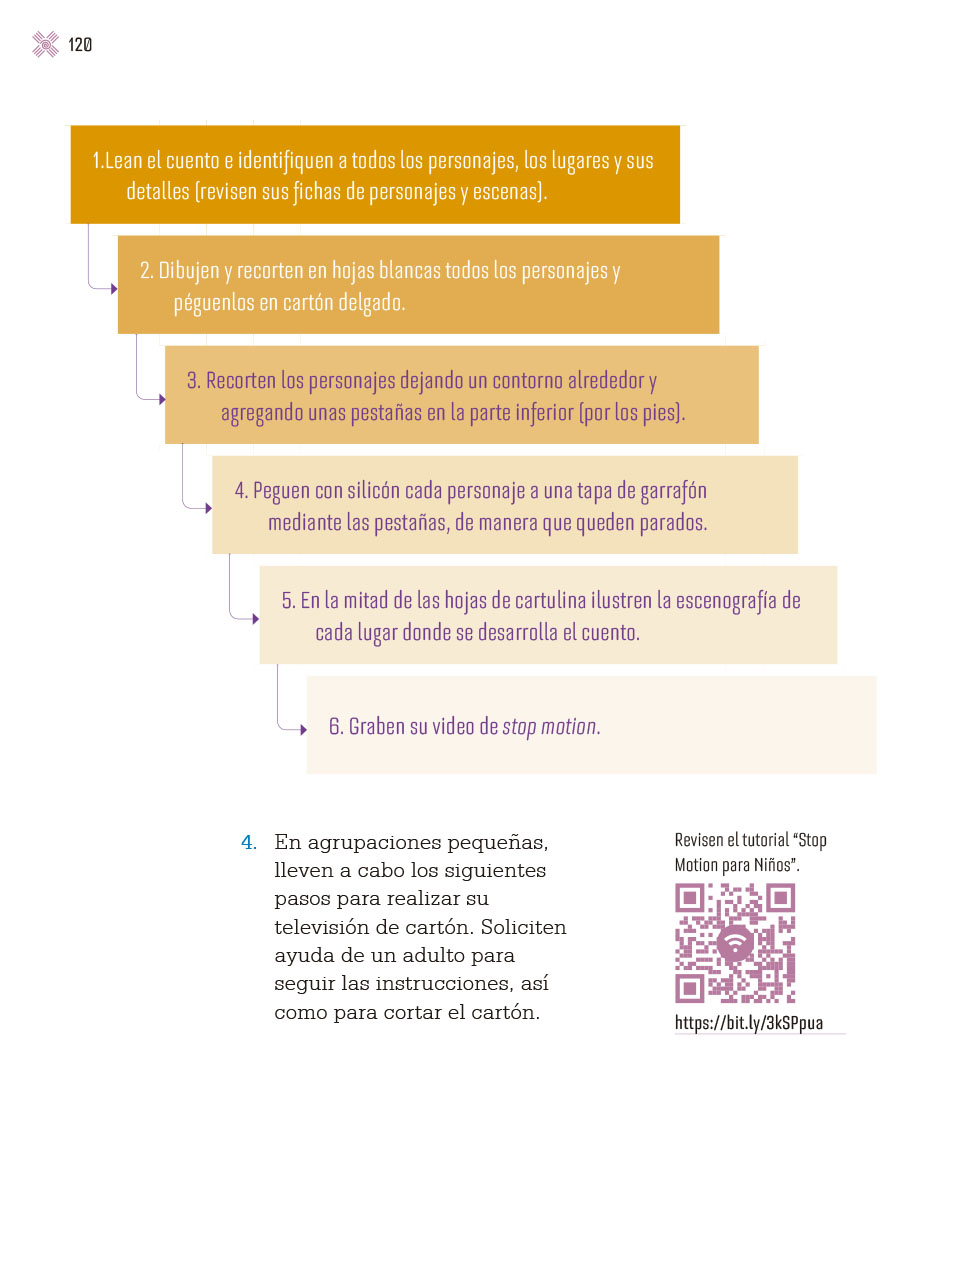 120
1.Lean el cuento e identifiquen a todos los personajes, los lugares y sus
detalles (revisen sus fichas de personajes y escenas).
2. Dibujen y recorten en hojas blancas todos los personajes y
péguenlos en cartón delgado.
3. Recorten los personajes dejando un contorno alrededor y
agregando unas pestañas en la parte inferior (por los pies).
4. Peguen con silicón cada personaje a una tapa de garrafón
mediante las pestañas, de manera que queden parados.
5. En la mitad de las hojas de cartulina ilustren la escenografía de
cada lugar donde se desarrolla el cuento.
6. Graben su video de stop motion.
4. En agrupaciones pequeñas,
lleven a cabo los siguientes
pasos para realizar su
televisión de cartón. Soliciten
ayuda de un adulto para
seguir las instrucciones, así
como para cortar el cartón.
Revisen el tutorial “Stop
Motion para Niños”.
https://bit.ly/3kSPpua